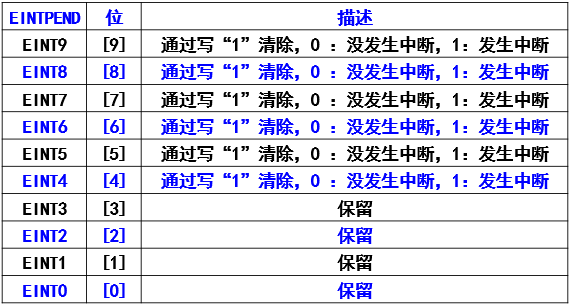 EINTPEND 位 描述
EINT9 [9] 通过写“1”清除，0 ：没发生中断，1：发生中断
EINT8 [8] 通过写“1”清除，0 ：没发生中断，1：发生中断
EINT7 [7] 通过写“1”清除，0 ：没发生中断，1：发生中断
EINT6 [6] 通过写“1”清除，0 ：没发生中断，1：发生中断
EINT5 [5] 通过写“1”清除，0 ：没发生中断，1：发生中断
EINT4 [4] 通过写“1”清除，0 ：没发生中断，1：发生中断
EINT3 [3] 保留
EINT2 [2] 保留
EINT1 [1] 保留
EINT0 [0] 保留